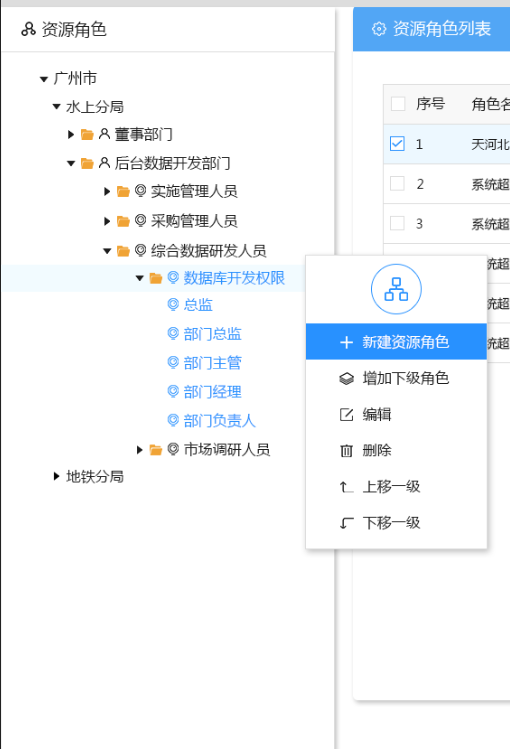 资源角色
广州市
水上分局
董事部门
后台数据开发部门
实施管理人员
采购管理人员
综合数据研发人员
数据库开发权限
总监
部门总监
部门主管
部门经理
部门负责人
市场调研人员
地铁分局
资源角色列表
序号 角色
1 天河北
2 系统超
3 系统超
统超
统超
统超
新建资源角色
增加下级角色
编辑
删除
上移一级
下移一级